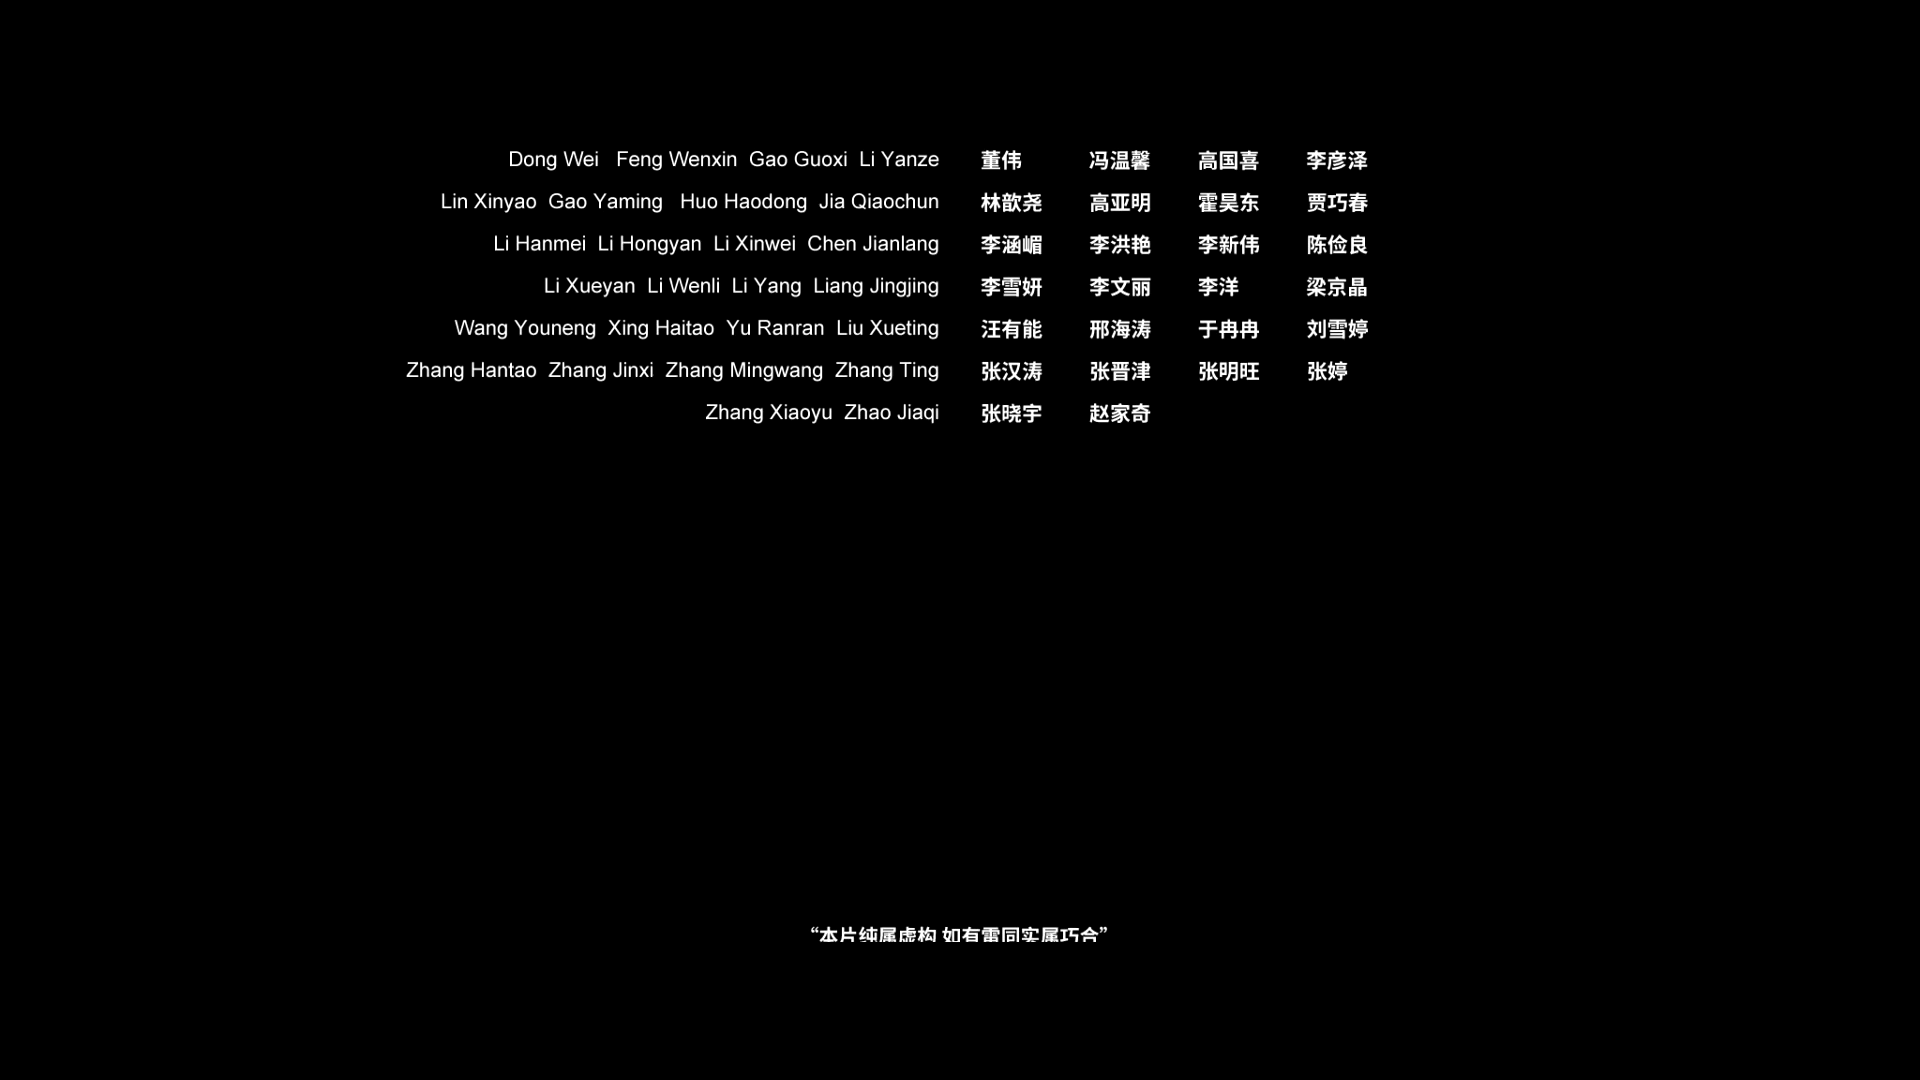 Dong Wei Feng Wenxin Gao Guoxi Li Yanze 董伟 冯温馨 高国喜 李彦泽
Lin Xinyao Gao Yaming Huo Haodong Jia Qiaochun 林歆尧 高亚明 霍昊东 贾巧春
Li Hanmei Li Hongyan Li Xinwei Chen Jianlang 李涵嵋 李洪艳 李新伟 陈俭良
Li Xueyan Li Wenli Li Yang Liang Jingjing 李雪妍 李文丽 李洋 梁京晶
Wang Youneng Xing Haitao Yu Ranran Liu Xueting 汪有能 邢海涛 于冉冉 刘雪婷
Zhang Hantao Zhang Jinxi Zhang Mingwang Zhang Ting 张汉涛 张晋津 张明旺 张婷
Zhang Xiaoyu Zhao Jiaqi 张晓宇 赵家奇
“本片纯属虚构 如有雷同实属巧合”